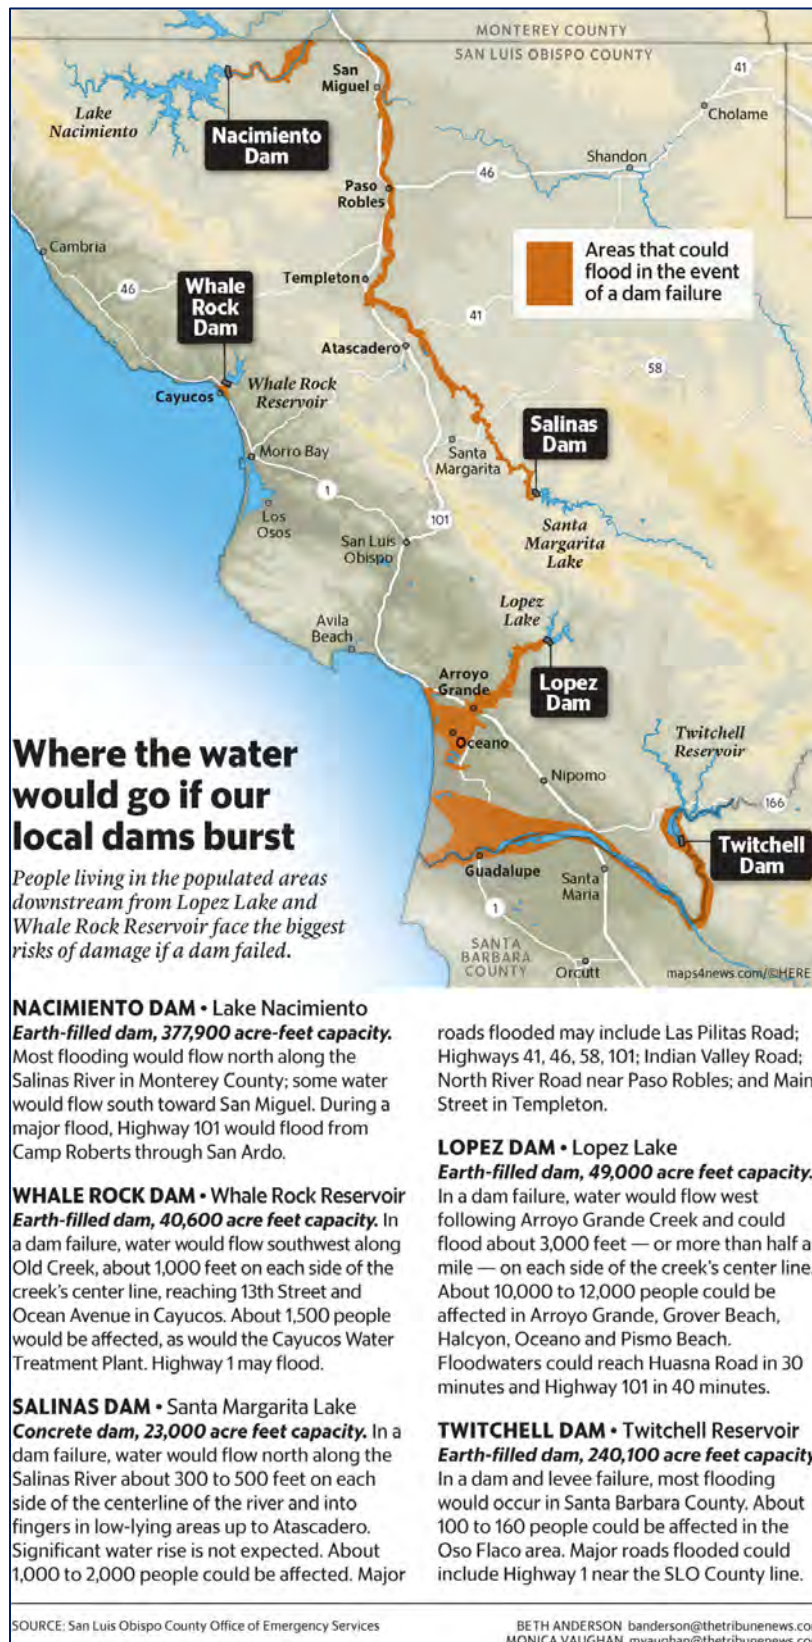 MONTEREY COUNTY
SAN LUIS OBISPO COUNTY
41
San
Miguel
Lake
Nacimiento
Nacimiento
Dam
Cholame
Shandon
46
Paso
Robles
Cambria
Areas that could
flood in the event
of a dam failure
Templeton
46
Whale
Rock
Dam
41
Atascadero
58
Whale Rock
Reservoir
Cayucos
Salinas
Dam
Morro Bay
Santa
Margarita
1
Los
Osos
101
San Luis
Obispo
Santa
Margarita
Lake
Lopez
Lake
Avila
Beach
Arroyo
Grande
Lopez
Dam
Oceano
Twitchell
Reservoir
Nipomo
166
Twitchell
Dam
Guadalupe
Santa
Maria
1
SANTA
BARBARA
COUNTY
Orcutt
maps4news.com/©HERE
Where the water
would go if our
local dams burst
People living in the populated areas
downstream from Lopez Lake and
Whale Rock Reservoir face the biggest
risks of damage if a dam failed.
NACIMIENTO DAM • Lake Nacimiento
Earth-filled dam, 377,900 acre-feet capacity.
Most flooding would flow north along the
Salinas River in Monterey County; some water
would flow south toward San Miguel. During a
major flood, Highway 101 would flood from
Camp Roberts through San Ardo.
WHALE ROCK DAM • Whale Rock Reservoir
Earth-filled dam, 40,600 acre feet capacity. In
a dam failure, water would flow southwest along
Old Creek, about 1,000 feet on each side of the
creek's center line, reaching 13th Street and
Ocean Avenue in Cayucos. About 1,500 people
would be affected, as would the Cayucos Water
Treatment Plant. Highway 1 may flood.
SALINAS DAM • Santa Margarita Lake
Concrete dam, 23,000 acre feet capacity. In a
dam failure, water would flow north along the
Salinas River about 300 to 500 feet on each
side of the centerline of the river and into
fingers in low-lying areas up to Atascadero.
Significant water rise is not expected. About
1,000 to 2,000 people could be affected. Major
roads flooded may include Las Pilitas Road;
Highways 41, 46, 58, 101; Indian Valley Road;
North River Road near Paso Robles; and Main
Street in Templeton.
LOPEZ DAM • Lopez Lake
Earth-filled dam, 49,000 acre feet capacity.
In a dam failure, water would flow west
following Arroyo Grande Creek and could
flood about 3,000 feet — or more than half a
mile — on each side of the creek's center line.
About 10,000 to 12,000 people could be
affected in Arroyo Grande, Grover Beach,
Halcyon, Oceano and Pismo Beach.
Floodwaters could reach Huasna Road in 30
minutes and Highway 101 in 40 minutes.
TWITCHELL DAM • Twitchell Reservoir
Earth-filled dam, 240,100 acre feet capacity
In a dam and levee failure, most flooding
would occur in Santa Barbara County. About
100 to 160 people could be affected in the
Oso Flaco area. Major roads flooded could
include Highway 1 near the SLO County line.
SOURCE: San Luis Obispo County Office of Emergency Services
BETH ANDERSON banderson@thetribunenews.co
MONICA VAUGHAN mvaughan@thetribunenews.co